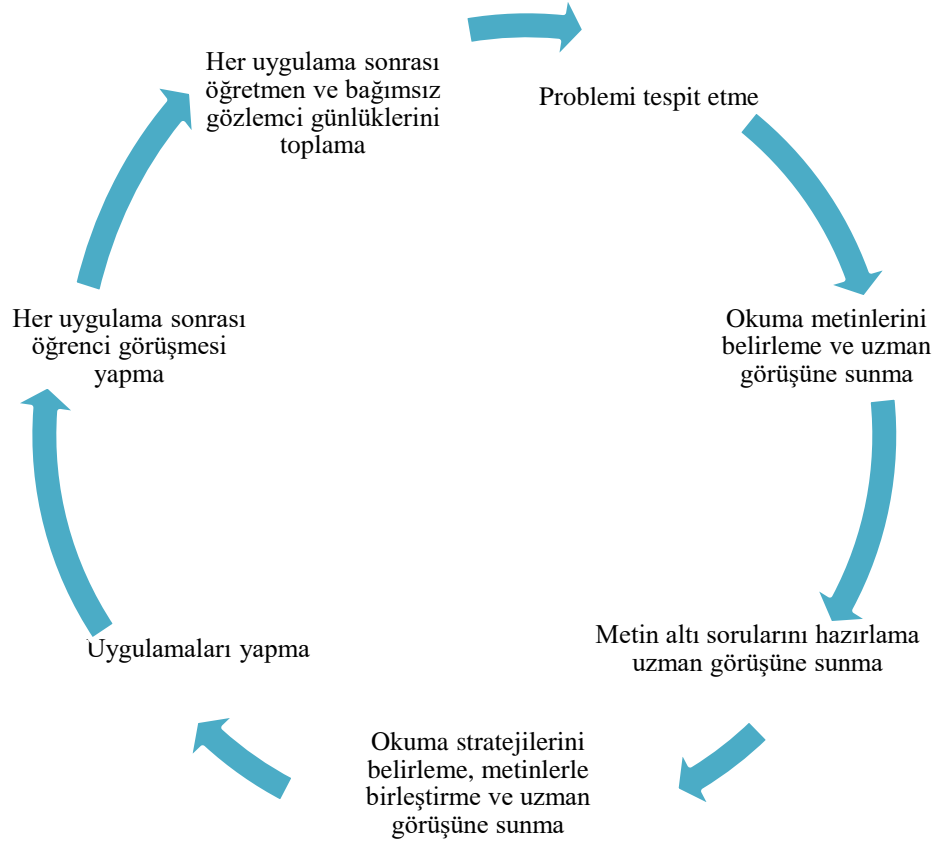 Problemi tespit etme
Okuma metinlerini
belirleme ve uzman
görüşüne sunma
Metin altı sorularını hazırlama
uzman görüşüne sunma
Okuma stratejilerini
belirleme, metinlerle
birleştirme ve uzman
görüşüne sunma
Uygulamaları yapma
Her uygulama sonrası
öğrenci görüşmesi
yapma
Her uygulama sonrası
öğretmen ve bağımsız
gözlemci günlüklerini
toplama